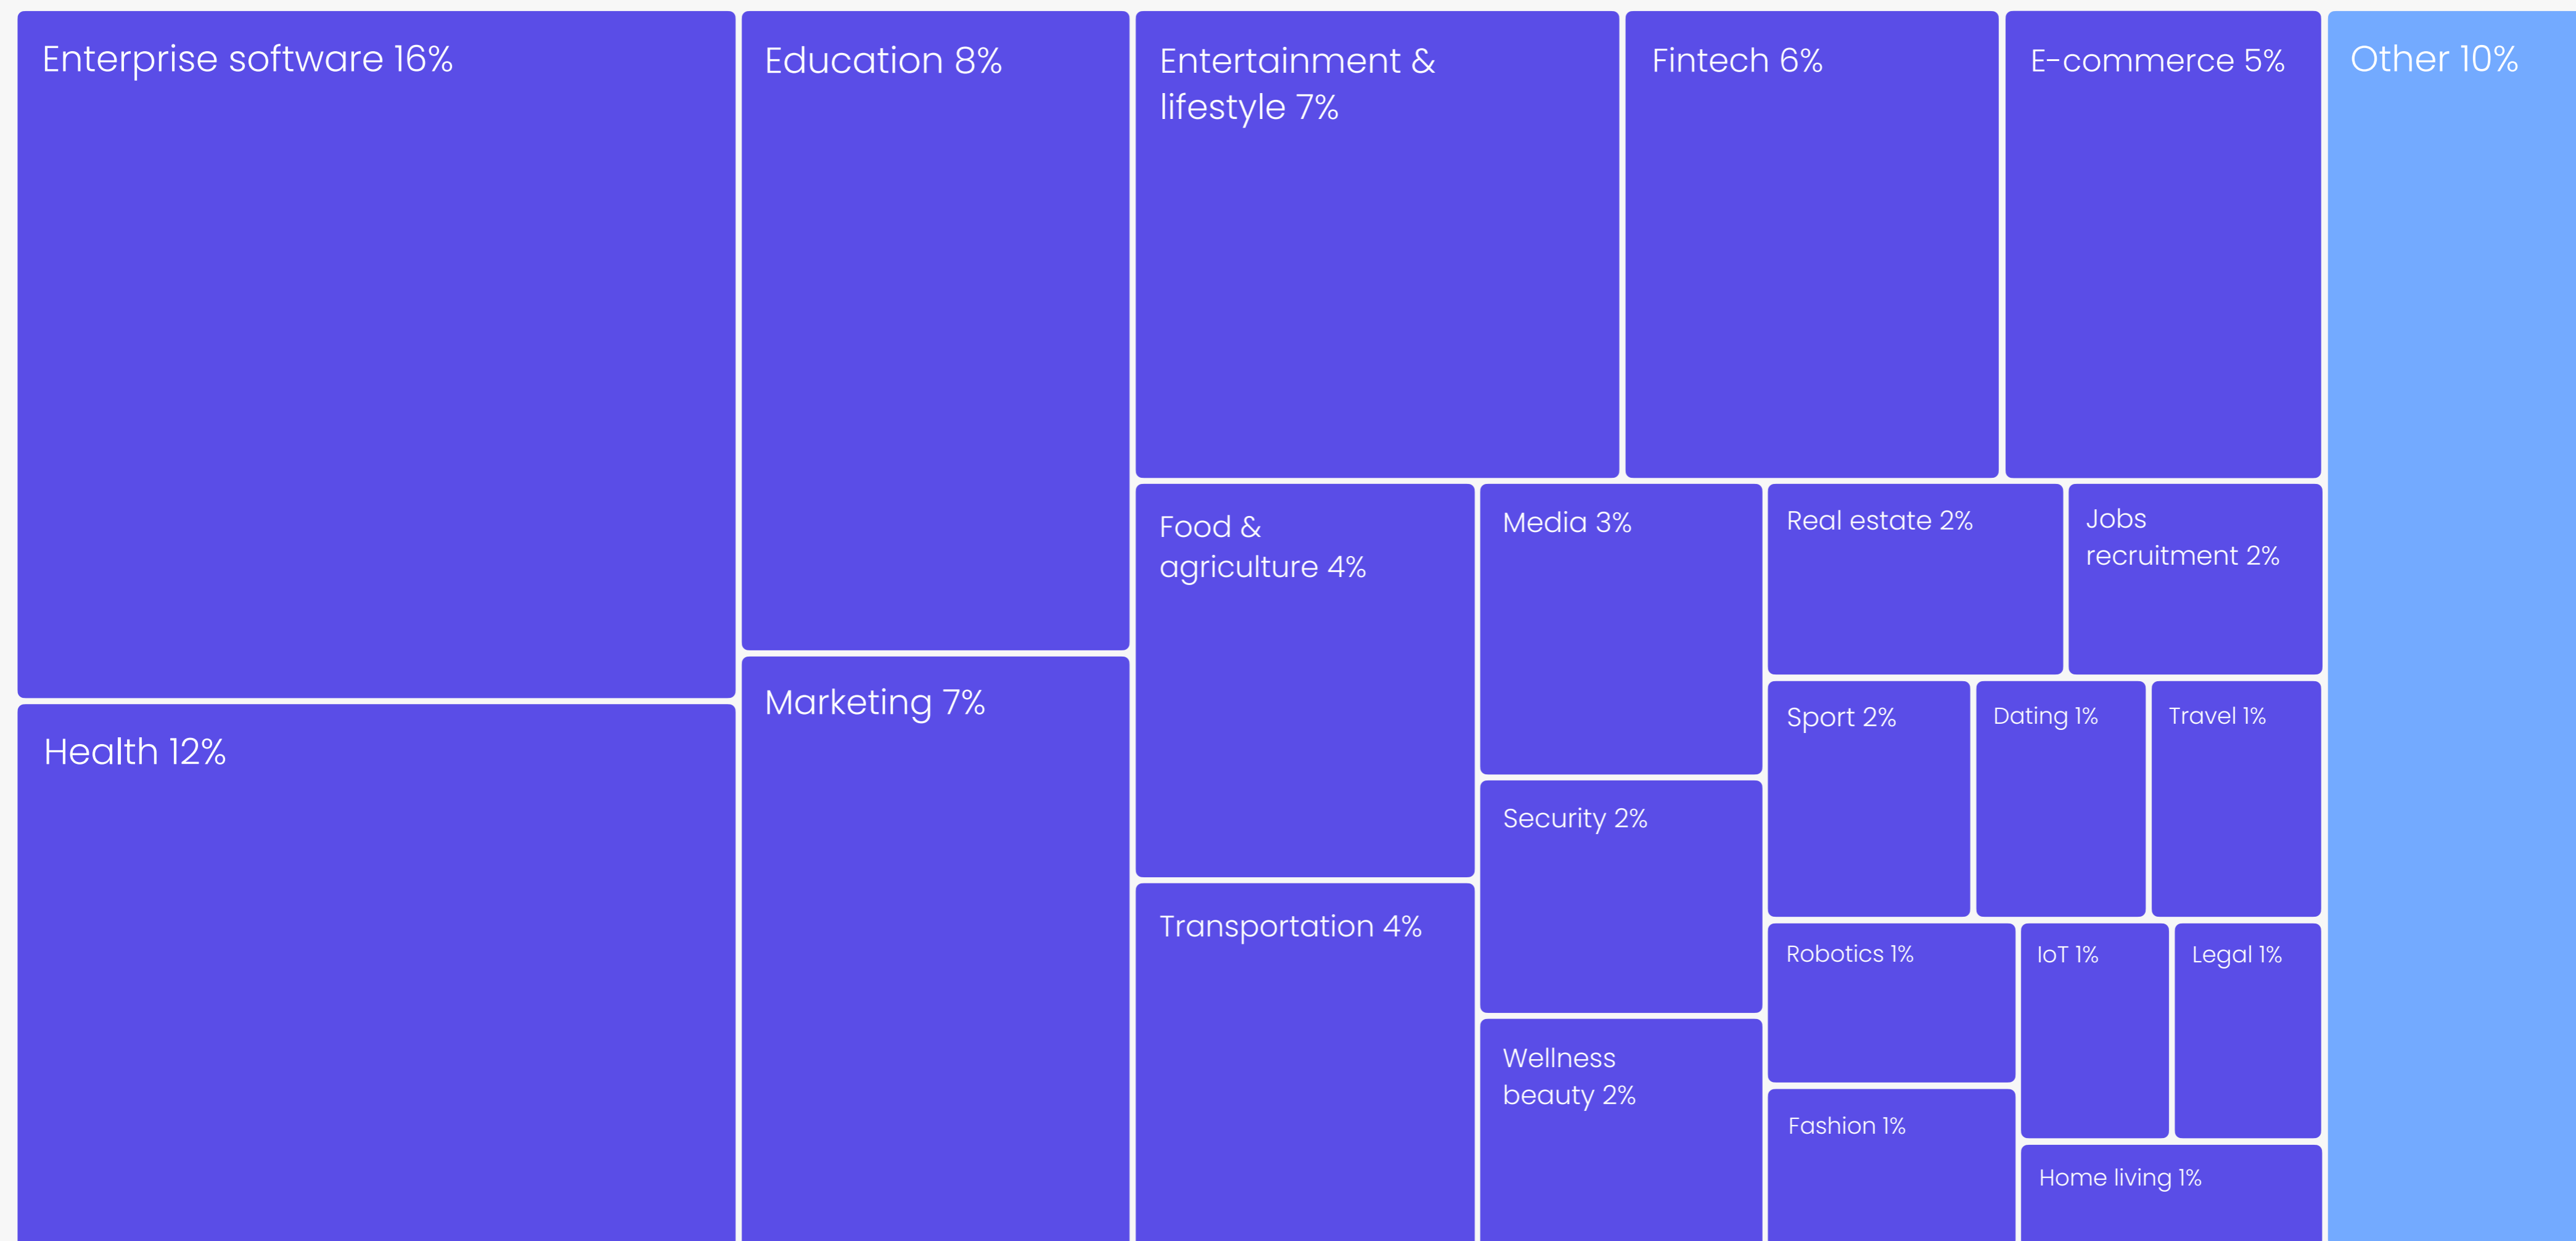 Enterprise software 16%
Education 8%
Entertainment &
lifestyle 7%
Fintech 6%
E-commerce 5%
Other 10%
Food &
agriculture 4%
Media 3%
Real estate 2%
Jobs
recruitment 2%
Marketing 7%
Sport 2%
Dating 1%
Travel 1%
Health 12%
Security 2%
Transportation 4%
Robotics 1%
IoT 1%
Legal 1%
Wellness
beauty 2%
Fashion 1%
Home living 1%